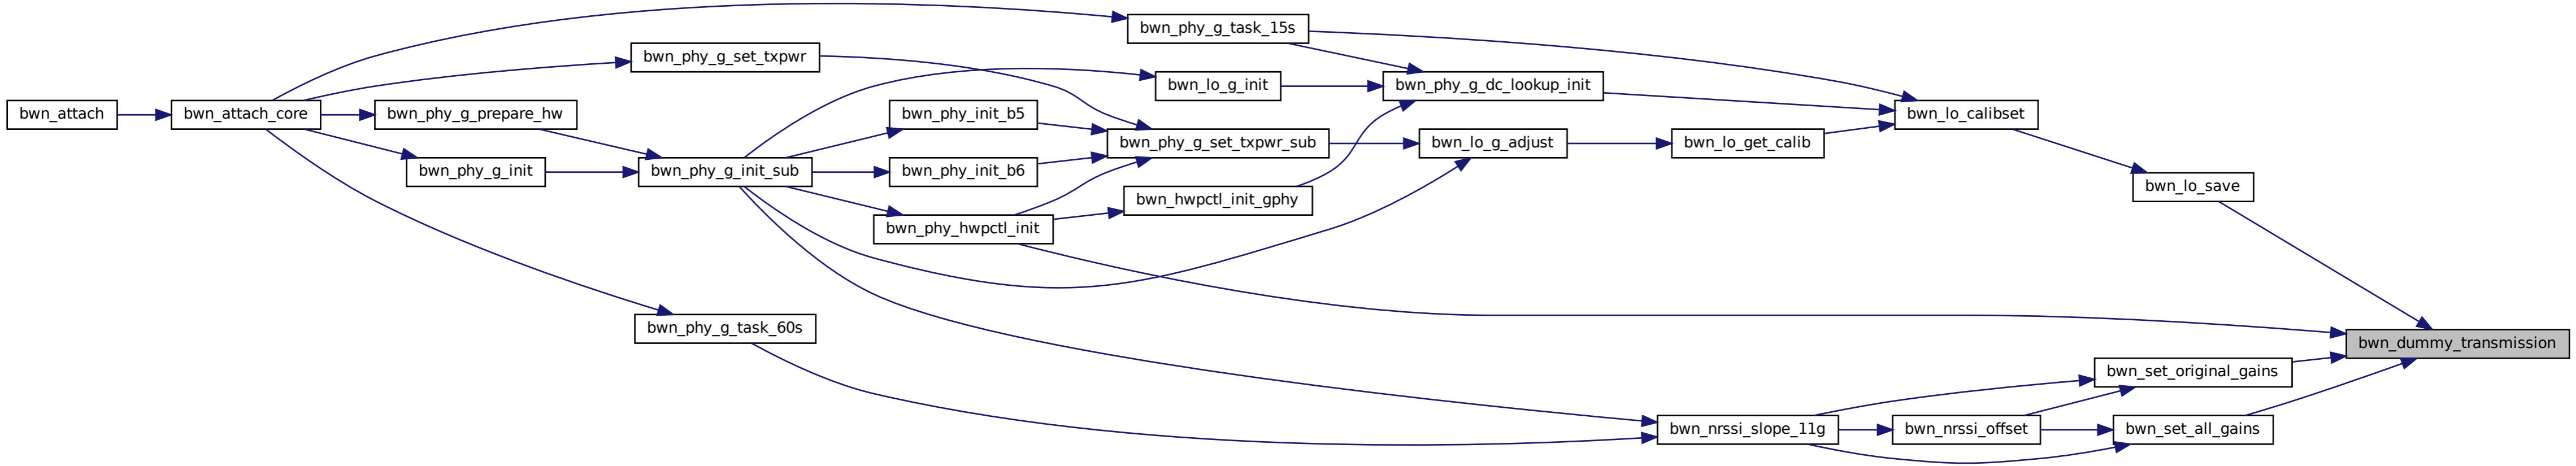 bwn_attach
bwn_attach_core
bwn_phy_g_set_txpwr
bwn_phy_g_prepare_hw
bwn_phy_g_init
bwn_phy_g_task_60s
bwn_phy_g_init_sub
bwn_phy_init_b5
bwn_phy_init_b6
bwn_phy_hwpctl_init
bwn_phy_g_task_15s
bwn_lo_g_init
bwn_phy_g_set_txpwr_sub
bwn_hwpctl_init_gphy
bwn_phy_g_dc_lookup_init
bwn_lo_g_adjust
bwn_lo_get_calib
bwn_nrssi_slope_11g
bwn_lo_calibset
bwn_nrssi_offset
bwn_lo_save
bwn_set_original_gains
bwn_set_all_gains
bwn_dummy_transmission